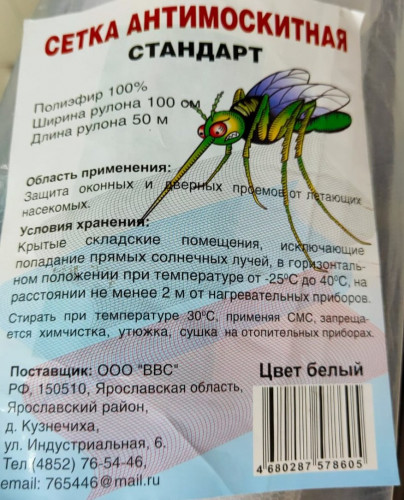 СЕТКА АНТИМОСКИТНАЯ
СТАНДАРТ
Полиэфир 100%
Ширина рулона 100 см
Длина рулона 50 м
Область применения:
Защита оконных и дверных проемов от летающих
насекомых.
Условия хранения:
Крытые складские помещения, исключающие
попадание прямых солнечных лучей, в горизонталь-
ном положении при температуре от -25ºС до 40ºС, на
расстоянии не менее 2 м от нагревательных приборов.
Стирать при температуре 30ºС, применяя СМС, запреща-
ется химчистка, утюжка, сушка на отопительных приборах.
Поставщик: ООО "ВВС"
РФ, 150510, Ярославская область,
Ярославский район,
д. Кузнечиха,
ул. Индустриальная, 6.
Тел.(4852) 76-54-46,
email: 765446@mail.ru
Цвет белый
4 680287 578605